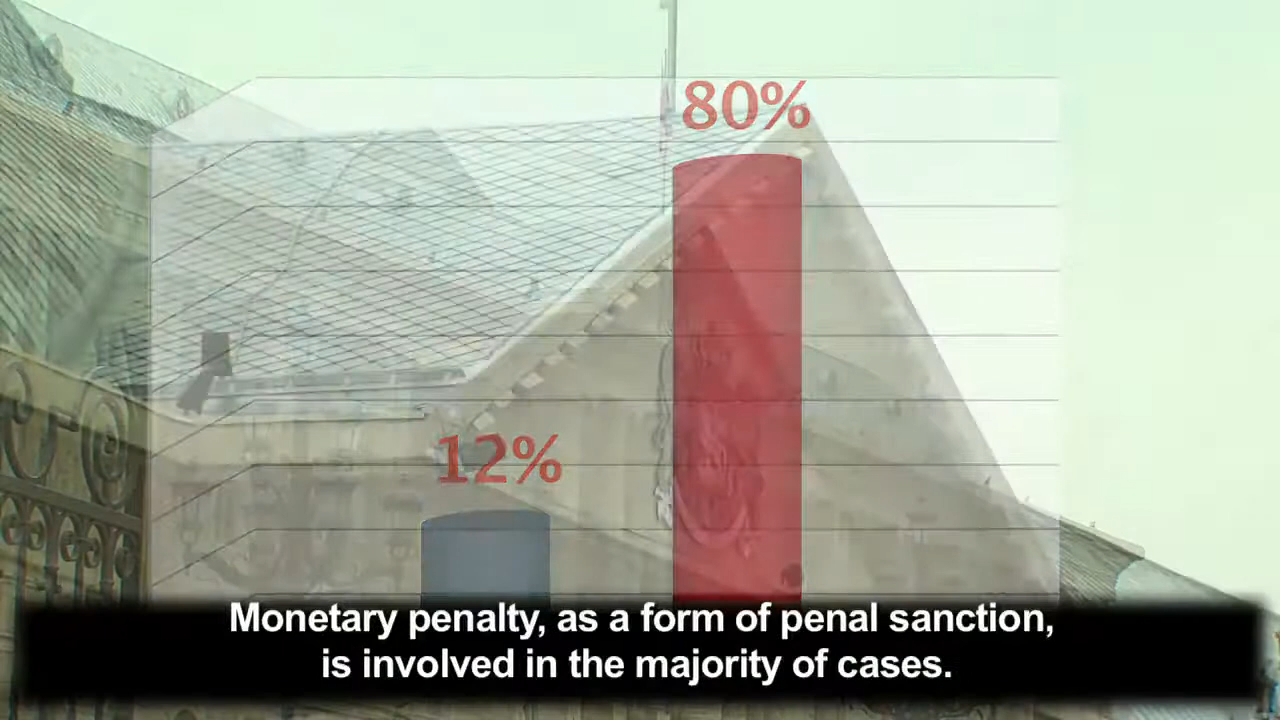 80%
12%
Monetary penalty, as a form of penal sanction,
is involved in the majority of cases.